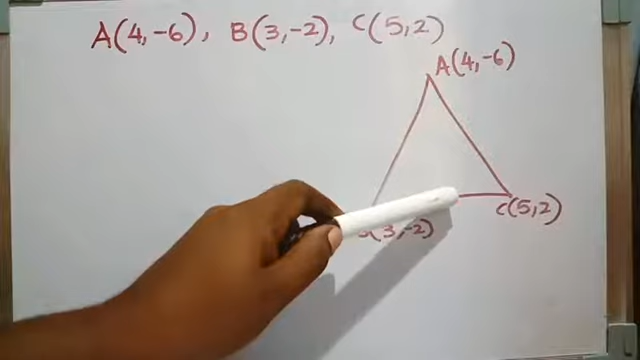 A(4,-6), B(3,-2), C(5,2)
A(4,-6)
C(5,2)
(3,-2)